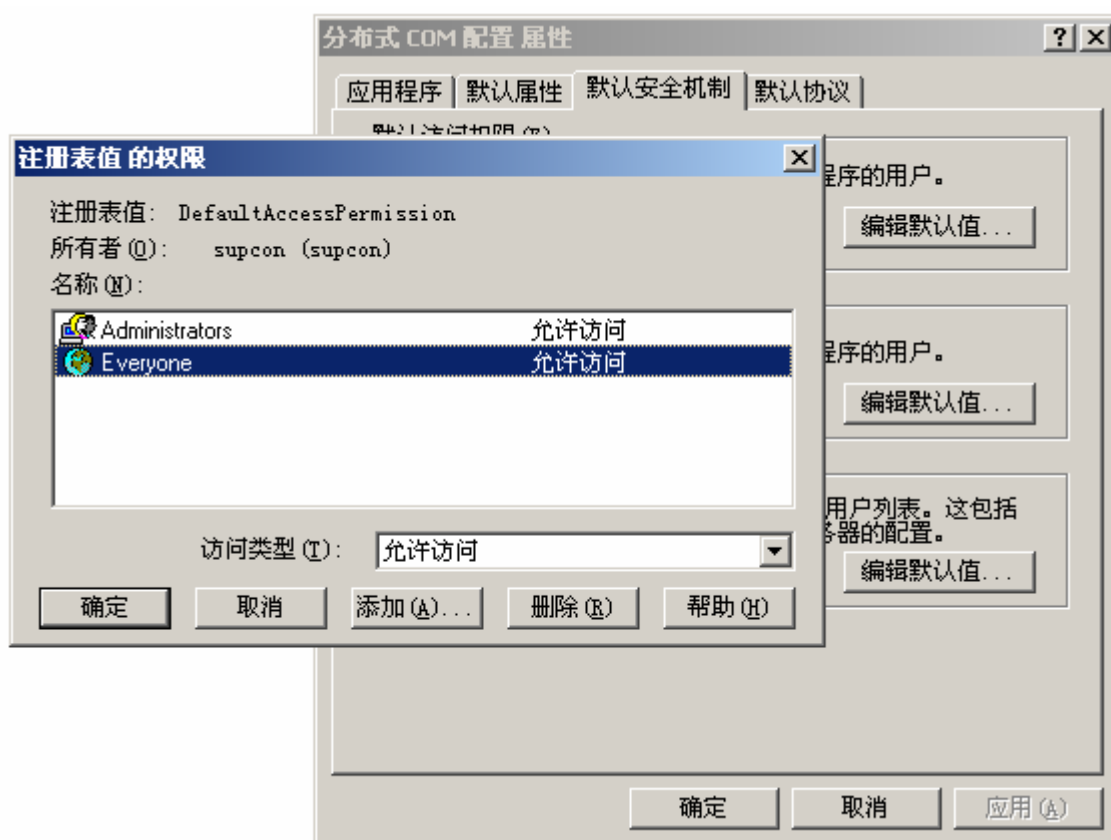 分布式 COM 配置 属性
应用程序 默认属性 默认安全机制 默认协议
注册表值 的权限
程序的用户。
注册表值: DefaultAccessPermission
编辑默认值...
所有者(O): supcon (supcon)
名称(N):
Administrators 允许访问
Everyone 允许访问
程序的用户。
编辑默认值...
用户列表。这包括
务器的配置。
访问类型(T): 允许访问
编辑默认值...
确定 取消 添加(A)... 删除(R) 帮助(H)
确定 取消 应用(A)